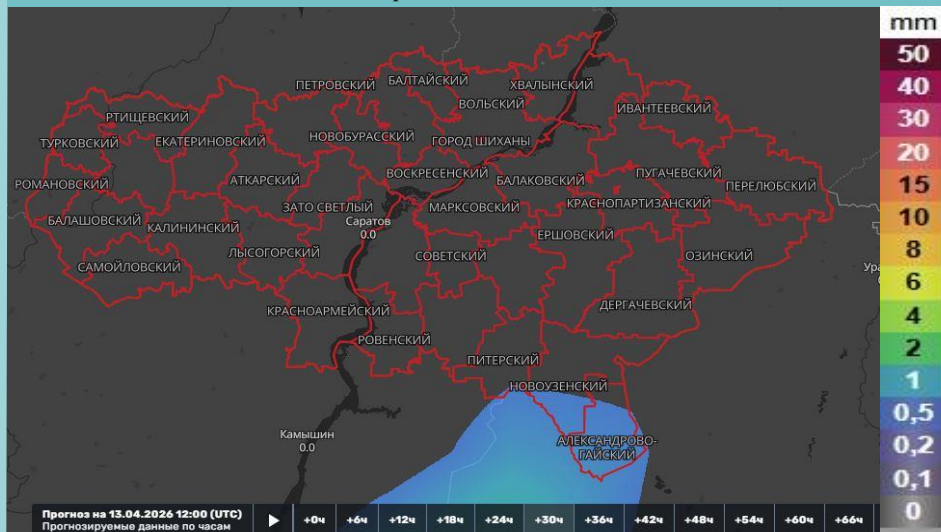 mm
50
40
30
20
15
10
8
6
4
2
1
0,5
0,2
0,1
0
ПЕТРОВСКИЙ
БАЛТАЙСКИЙ
ХВАЛЫНСКИЙ
ВОЛЬСКИЙ
ИВАНТЕЕВСКИЙ
РТИЩЕВСКИЙ
ТУРКОВСКИЙ
ЕКАТЕРИНОВСКИЙ
НОВОБУРАССКИЙ
ГОРОД ШИХАНЫ
РОМАНОВСКИЙ
АТКАРСКИЙ
ВОСКРЕСЕНСКИЙ
БАЛАКОВСКИЙ
ПУГАЧЕВСКИЙ
ПЕРЕЛЮБСКИЙ
БАЛАШОВСКИЙ
КАЛИНИНСКИЙ
ЗАТО СВЕТЛЫЙ
МАРКСОВСКИЙ
КРАСНОПАРТИЗАНСКИЙ
Саратов
0.0
ЕРШОВСКИЙ
САМОЙЛОВСКИЙ
ЛЫСОГОРСКИЙ
СОВЕТСКИЙ
ОЗИНСКИЙ
Ура
КРАСНОАРМЕЙСКИЙ
ДЕРГАЧЕВСКИЙ
РОВЕНСКИЙ
ПИТЕРСКИЙ
НОВОУЗЕНСКИЙ
Камышин
0.0
АЛЕКСАНДРОВО-
ГАЙСКИЙ
Прогноз на 13.04.2026 12:00 (UTC)
Прогнозируемые данные по часам
+0ч +6ч +12ч +18ч +24ч +30ч +36ч +42ч +48ч +54ч +60ч +66ч